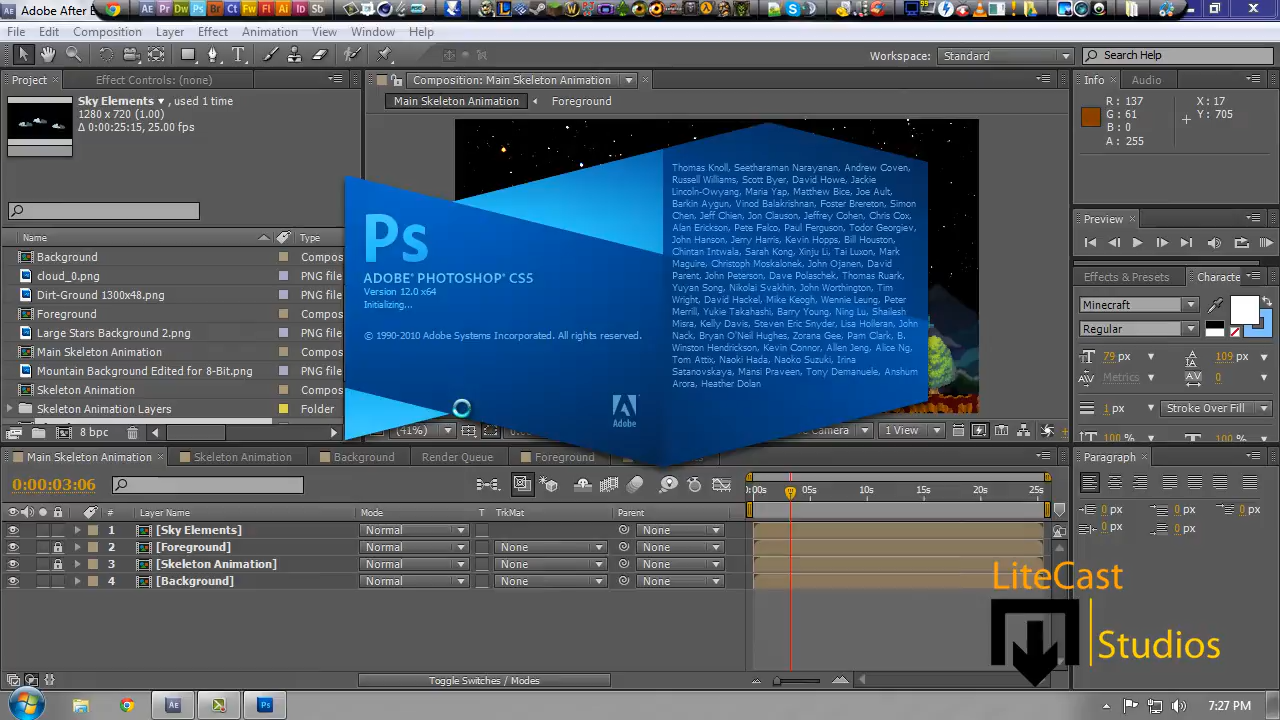 Adobe After E
File Edit Composition Layer Effect Animation View Window Help
Workspace: Standard
Search Help
Project
Effect Controls: (none)
Composition: Main Skeleton Animation
Info
Audio
Sky Elements , used 1 time
1280 x 720 (1.00)
Δ 0:00:25:15, 25.00 fps
Main Skeleton Animation
Foreground
R : 137
G : 61
B : 0
A : 255
X : 17
Y : 705
Name
Type
Background
Compos
cloud_0.png
PNG file
Dirt-Ground 1300x48.png
PNG file
Foreground
Compos
Large Stars Background 2.png
PNG file
Main Skeleton Animation
Compos
Mountain Background Edited for 8-Bit.png
PNG file
Skeleton Animation
Compos
Skeleton Animation Layers
Folder
8 bpc
Ps
ADOBE® PHOTOSHOP® CS5
Version 12.0 x64
Initializing...
© 1990-2010 Adobe Systems Incorporated. All rights reserved.
Thomas Knoll, Seetharaman Narayanan, Andrew Coven,
Russell Williams, Scott Byer, David Howe, Jackie
Lincoln-Owyang, Maria Yap, Matthew Bice, Joe Ault,
Barkin Aygun, Vinod Balakrishnan, Foster Brereton, Simon
Chen, Jeff Chien, Jon Clauson, Jeffrey Cohen, Chris Cox,
Alan Erickson, Pete Falco, Paul Ferguson, Todor Georgiev,
John Hanson, Jerry Harris, Kevin Hopps, Bill Houston,
Chintan Intwala, Sarah Kong, Xinju Li, Tai Luxon, Mark
Maguire, Christoph Moskalonek, John Ojanen, David
Parent, John Peterson, Dave Polaschek, Thomas Ruark,
Yuyan Song, Nikolai Svakhin, John Worthington, Tim
Wright, David Hackel, Mike Keogh, Wennie Leung, Peter
Merrill, Yukie Takahashi, Barry Young, Ning Lu, Shailesh
Misra, Kelly Davis, Steven Eric Snyder, Lisa Holleran, John
Nack, Bryan O'Neil Hughes, Zorana Gee, Pam Clark, B.
Winston Hendrickson, Kevin Connor, Allen Jeng, Alice Ng,
Tom Attix, Naoki Hada, Naoko Suzuki, Irina
Satanovskaya, Mansi Praveen, Tony Demanuele, Anshum
Arora, Heather Dolan
Adobe
(41%)
Camera
1 View
Preview
Effects & Presets
Characte
Minecraft
Regular
79 px
109 px
Metrics
0
1 px
Stroke Over Fill
100 %
100 %
Paragraph
0 px
0 px
0 px
0 px
0 px
Main Skeleton Animation
Skeleton Animation
Background
Render Queue
Foreground
0:00:03:06
:00s 05s 10s 15s 20s 25s
# Layer Name Mode T TrkMat Parent
1 [Sky Elements] Normal None
2 [Foreground] Normal None None
3 [Skeleton Animation] Normal None None
4 [Background] Normal None None
Toggle Switches / Modes
LiteCast
Studios
Ae
Ps
7:27 PM